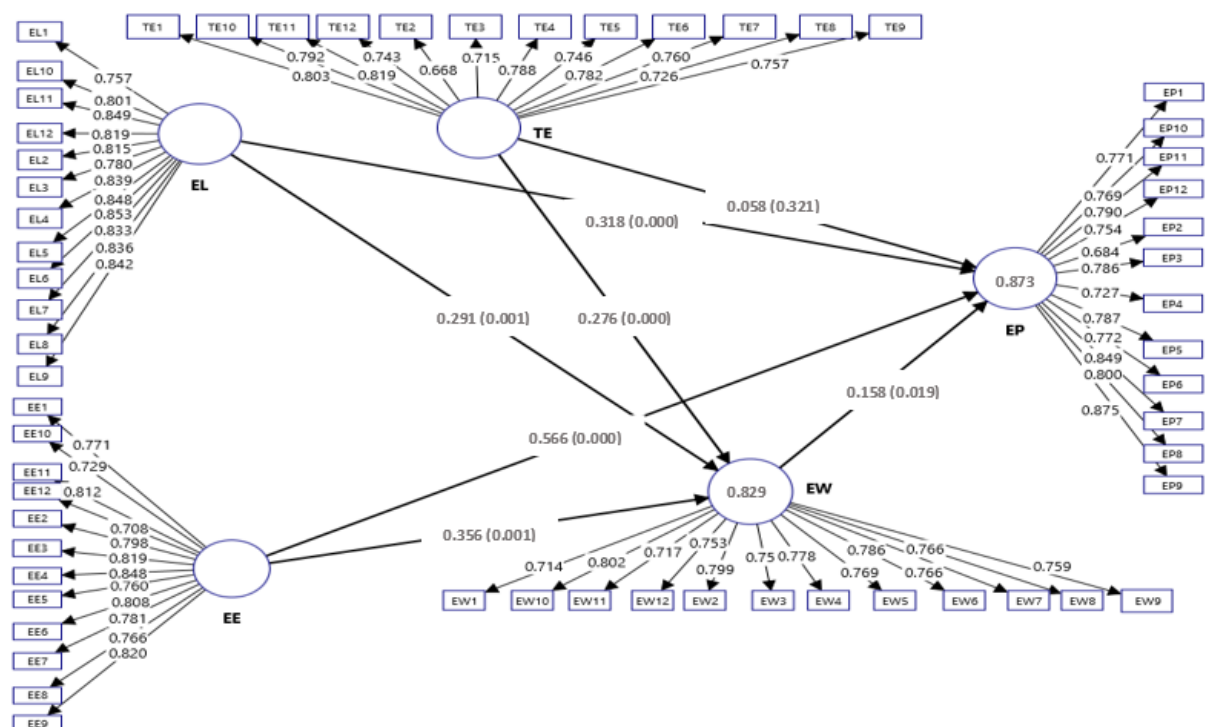 TE1 TE10 TE11 TE12 TE2 TE3 TE4 TE5 TE6 TE7 TE8 TE9
0.803 0.792 0.819 0.743 0.668 0.715 0.788 0.746 0.782 0.760 0.726 0.757
TE
EL1
EL10
EL11
EL12
EL2
EL3
EL4
EL5
EL6
EL7
EL8
EL9
0.757
0.801
0.849
0.819
0.815
0.780
0.839
0.848
0.853
0.833
0.836
0.842
EL
0.318 (0.000)
0.058 (0.321)
0.291 (0.001)
0.276 (0.000)
0.566 (0.000)
0.158 (0.019)
0.356 (0.001)
EP1
EP10
EP11
EP12
EP2
EP3
EP4
EP5
EP6
EP7
EP8
EP9
0.771
0.769
0.790
0.754
0.684
0.786
0.727
0.787
0.772
0.849
0.800
0.875
0.873
EP
EE1
EE10
EE11
EE12
EE2
EE3
EE4
EE5
EE6
EE7
EE8
EE9
0.771
0.729
0.812
0.708
0.798
0.819
0.848
0.760
0.808
0.781
0.766
0.820
EE
0.829
EW
0.714 0.802 0.717 0.753 0.799 0.75 0.778 0.769 0.786 0.766 0.766 0.759
EW1 EW10 EW11 EW12 EW2 EW3 EW4 EW5 EW6 EW7 EW8 EW9